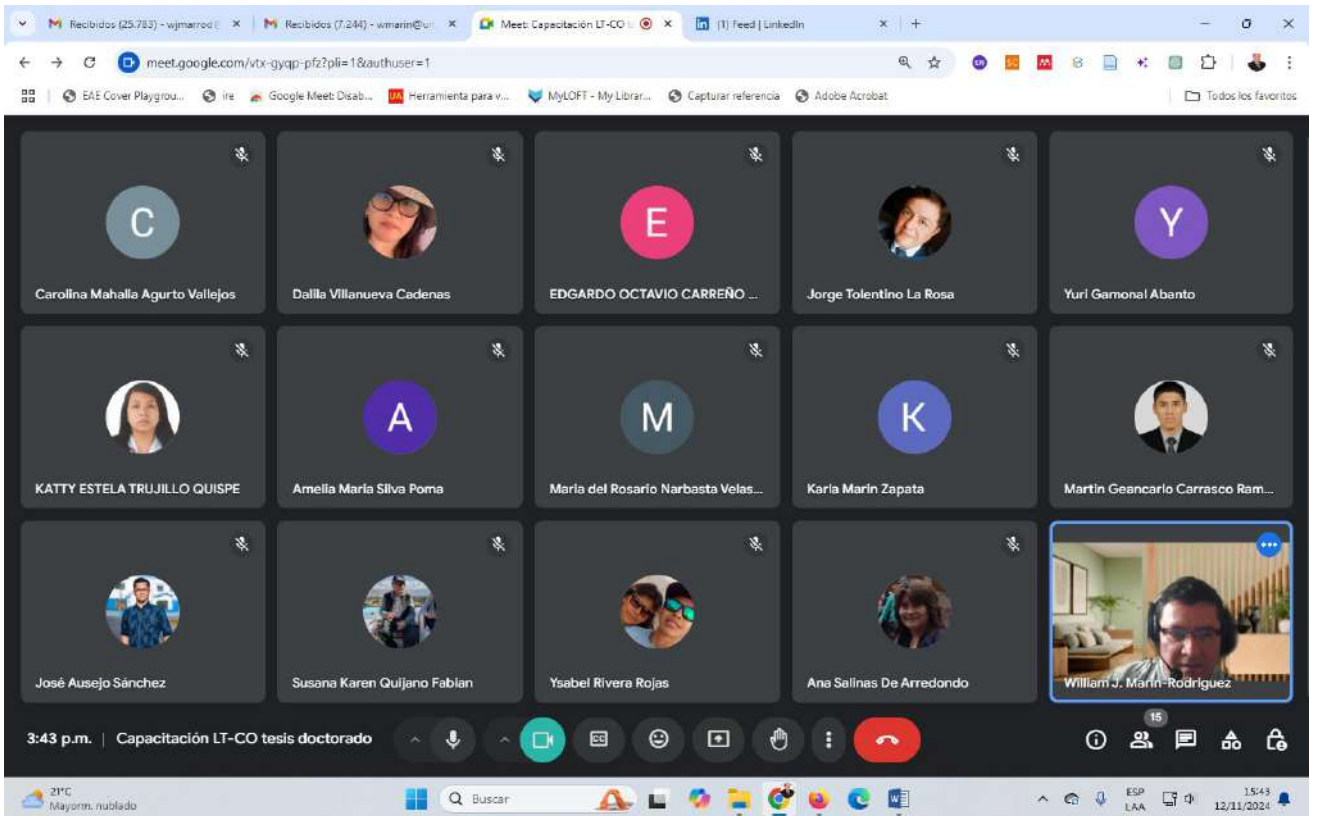 Recibidos (25.783) - wjmarrod
Recibidos (7.244) - wmarin@un
Meet: Capacitación LT-CO t
(1) Feed | LinkedIn
meet.google.com/vtx-gyqp-pfz?pli=1&authuser=1
EAE Cover Playgrou...
ire
Google Meet: Disab...
Herramienta para v...
MyLOFT - My Librar...
Capturar referencia
Adobe Acrobat
Todos los favoritos
C
E
Y
Carolina Mahalia Agurto Vallejos
Dalila Villanueva Cadenas
EDGARDO OCTAVIO CARREÑO ...
Jorge Tolentino La Rosa
Yuri Gamonal Abanto
A
M
K
KATTY ESTELA TRUJILLO QUISPE
Amelia Maria Silva Poma
Maria del Rosario Narbasta Velas...
Karla Marin Zapata
Martin Geancarlo Carrasco Ram...
José Ausejo Sánchez
Susana Karen Quijano Fabian
Ysabel Rivera Rojas
Ana Salinas De Arredondo
William J. Marin-Rodriguez
3:43 p.m. | Capacitación LT-CO tesis doctorado
15
21°C
Mayorm. nublado
Buscar
ESP
LAA
15:43
12/11/2024